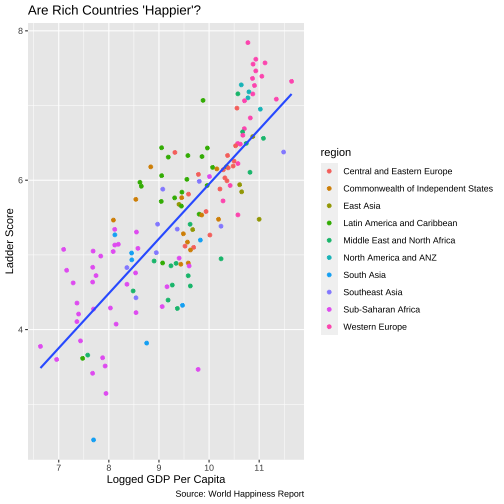 Are Rich Countries 'Happier'?
8
6
4
Ladder Score
7
8
9
10
11
Logged GDP Per Capita
region
Central and Eastern Europe
Commonwealth of Independent States
East Asia
Latin America and Caribbean
Middle East and North Africa
North America and ANZ
South Asia
Southeast Asia
Sub-Saharan Africa
Western Europe
Source: World Happiness Report